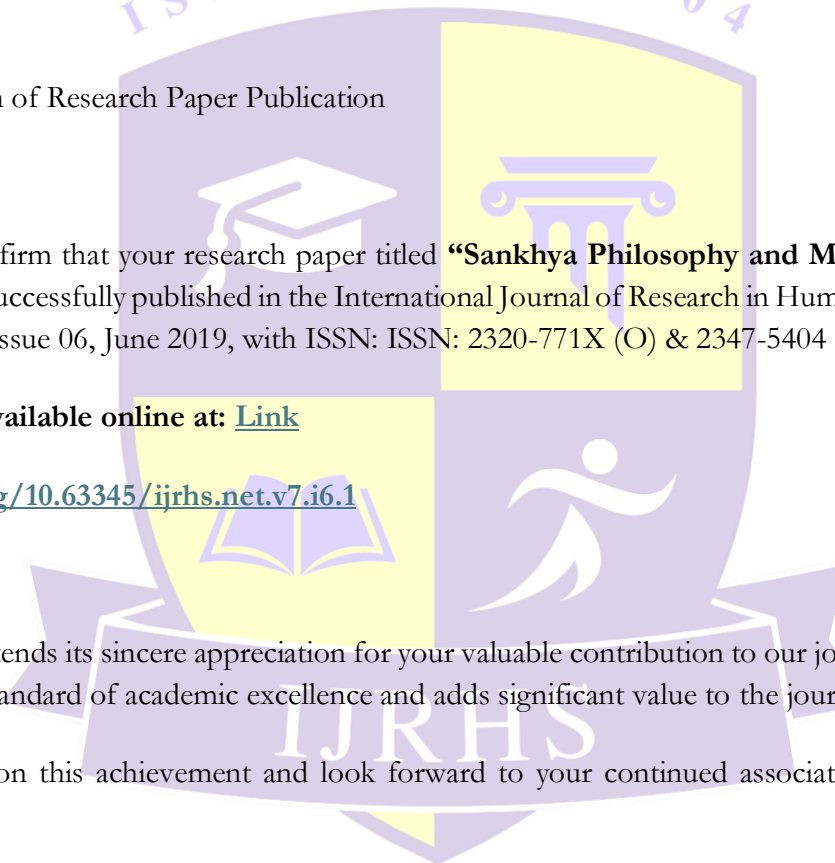 I S 04
of Research Paper Publication
firm that your research paper titled “Sankhya Philosophy and M
uccessfully published in the International Journal of Research in Hum
ssue 06, June 2019, with ISSN: ISSN: 2320-771X (O) & 2347-5404
vailable online at: Link
g/10.63345/ijrhs.net.v7.i6.1
tends its sincere appreciation for your valuable contribution to our jo
andard of academic excellence and adds significant value to the jour
IJRHS
on this achievement and look forward to your continued associat